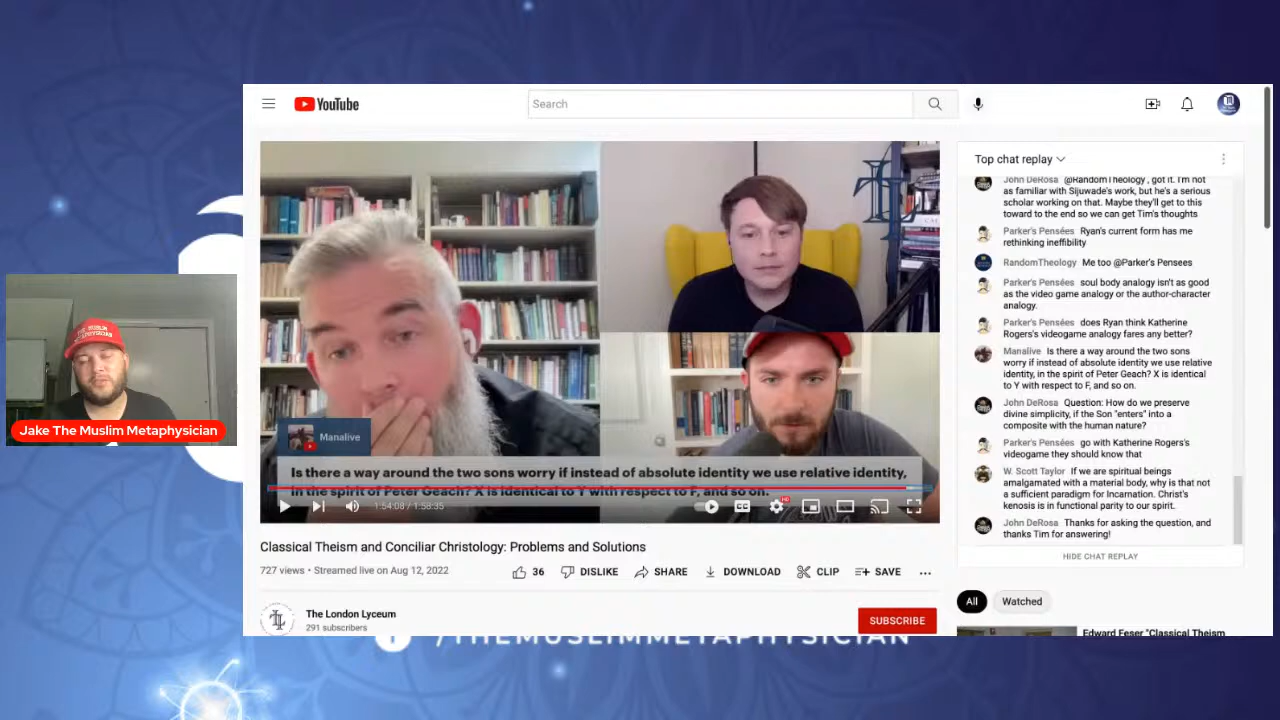 YouTube
Search
Top chat replay
John DeRosa @RandomTheology , got it. I'm not
as familiar with Sijuwade's work, but he's a serious
scholar working on that. Maybe they'll get to this
toward to the end so we can get Tim's thoughts
Parker's Pensées Ryan's current form has me
rethinking ineffibility
RandomTheology Me too @Parker's Pensees
Parker's Pensées soul body analogy isn't as good
as the video game analogy or the author-character
analogy.
Parker's Pensées does Ryan think Katherine
Rogers's videogame analogy fares any better?
Manalive Is there a way around the two sons
worry if instead of absolute identity we use relative
identity, in the spirit of Peter Geach? X is identical
to Y with respect to F, and so on.
John DeRosa Question: How do we preserve
divine simplicity, if the Son "enters" into a
composite with the human nature?
Parker's Pensées go with Katherine Rogers's
videogame they should know that
W. Scott Taylor If we are spiritual beings
amalgamated with a material body, why is that not
a sufficient paradigm for Incarnation. Christ's
kenosis is in functional parity to our spirit.
John DeRosa Thanks for asking the question, and
thanks Tim for answering!
HIDE CHAT REPLAY
All Watched
Edward Feser "Classical Theism
Jake The Muslim Metaphysician
Manalive
Is there a way around the two sons worry if instead of absolute identity we use relative identity,
in the spirit of Peter Geach? X is identical to Y with respect to F, and so on.
1:54:08 / 1:58:35
CC
HD
Classical Theism and Conciliar Christology: Problems and Solutions
727 views • Streamed live on Aug 12, 2022
36 DISLIKE SHARE DOWNLOAD CLIP SAVE ...
The London Lyceum
291 subscribers
SUBSCRIBE
/THEMUSLIMMETAPHYSICIAN